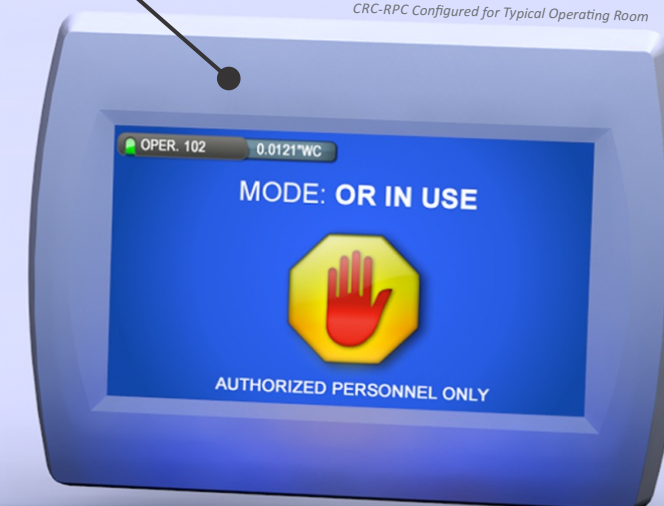 CRC-RPC Configured for Typical Operating Room
OPER. 102 0.0121"WC
MODE: OR IN USE
AUTHORIZED PERSONNEL ONLY